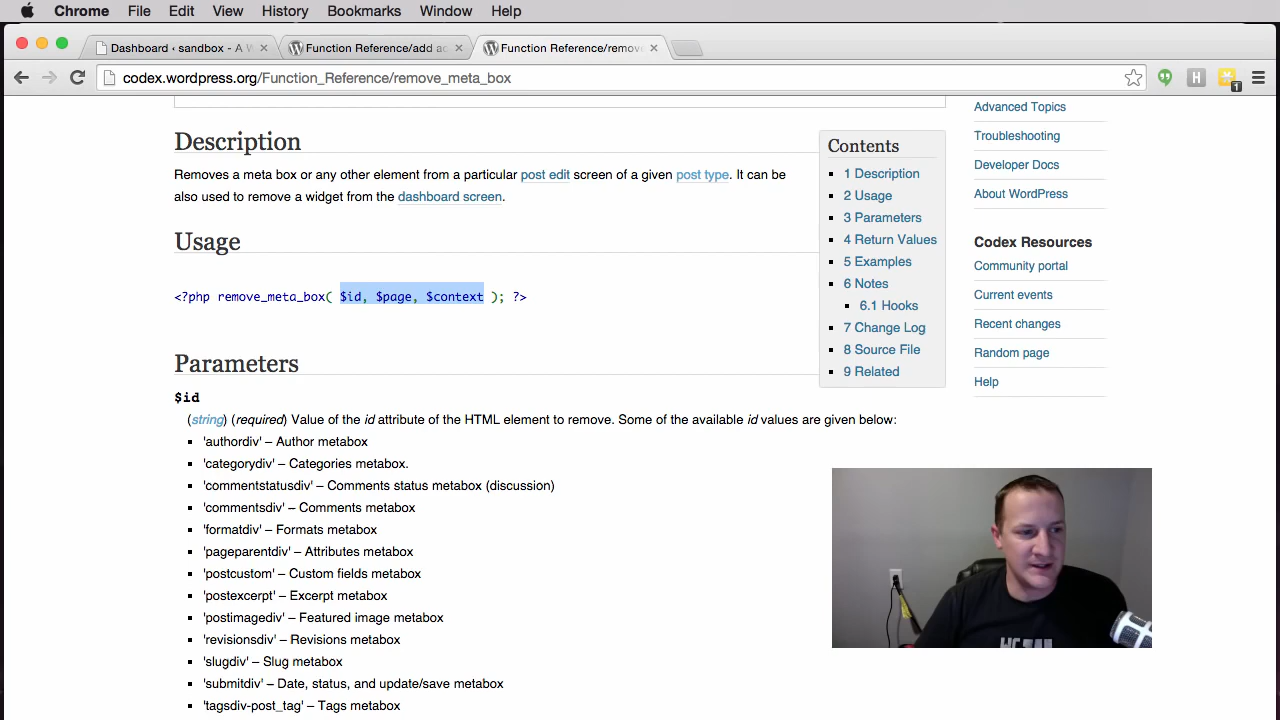 Chrome File Edit View History Bookmarks Window Help
Dashboard ‹ sandbox - A W
Function Reference/add ac
Function Reference/remove
codex.wordpress.org/Function_Reference/remove_meta_box
H
1
Description
Removes a meta box or any other element from a particular post edit screen of a given post type. It can be
also used to remove a widget from the dashboard screen.
Usage
<?php remove_meta_box( $id, $page, $context ); ?>
Parameters
$id
(string) (required) Value of the id attribute of the HTML element to remove. Some of the available id values are given below:
'authordiv' – Author metabox
'categorydiv' – Categories metabox.
'commentstatusdiv' – Comments status metabox (discussion)
'commentsdiv' – Comments metabox
'formatdiv' – Formats metabox
'pageparentdiv' – Attributes metabox
'postcustom' – Custom fields metabox
'postexcerpt' – Excerpt metabox
'postimagediv' – Featured image metabox
'revisionsdiv' – Revisions metabox
'slugdiv' – Slug metabox
'submitdiv' – Date, status, and update/save metabox
'tagsdiv-post_tag' – Tags metabox
Contents
1 Description
2 Usage
3 Parameters
4 Return Values
5 Examples
6 Notes
6.1 Hooks
7 Change Log
8 Source File
9 Related
Advanced Topics
Troubleshooting
Developer Docs
About WordPress
Codex Resources
Community portal
Current events
Recent changes
Random page
Help